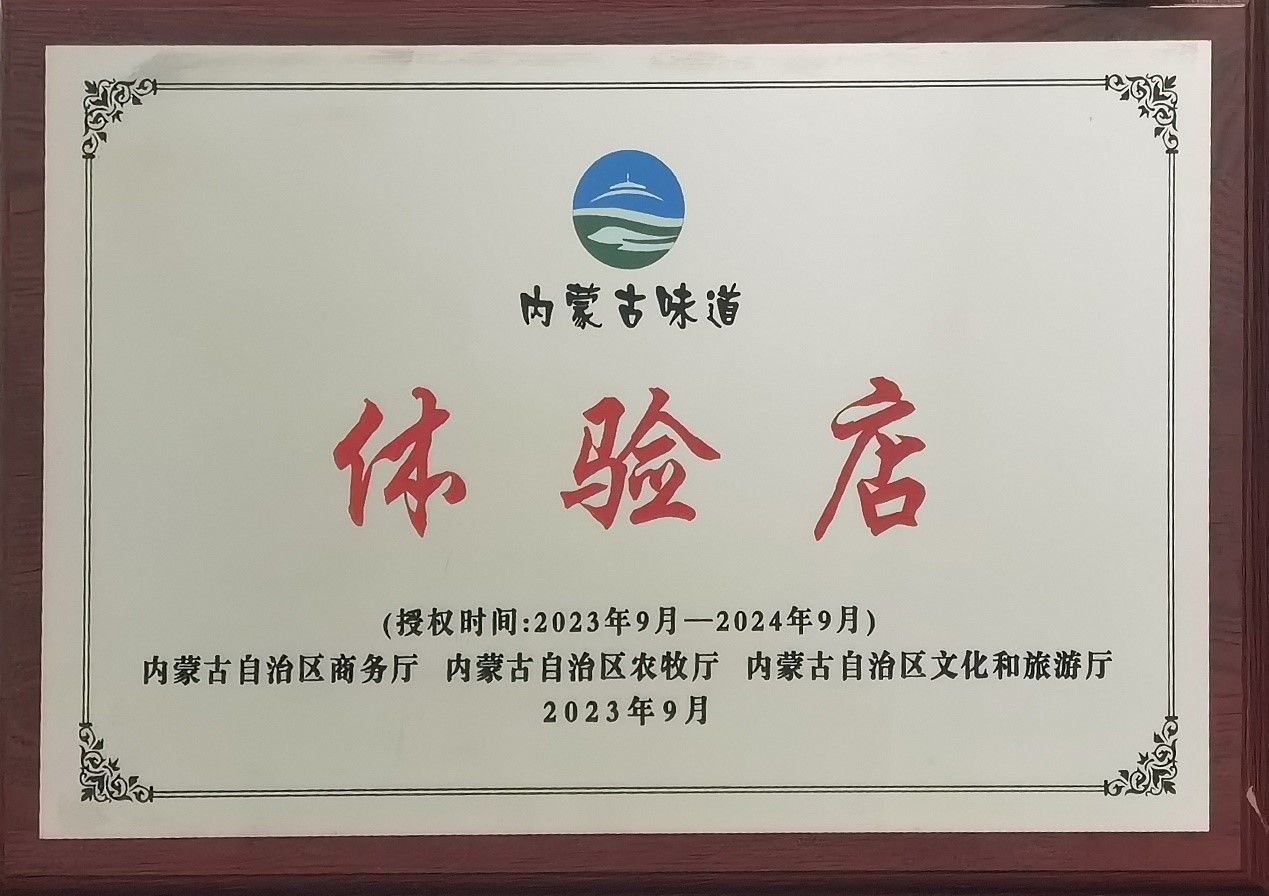 内蒙古味道
体验店
(授权时间:2023年9月—2024年9月)
内蒙古自治区商务厅 内蒙古自治区农牧厅 内蒙古自治区文化和旅游厅
2023年9月